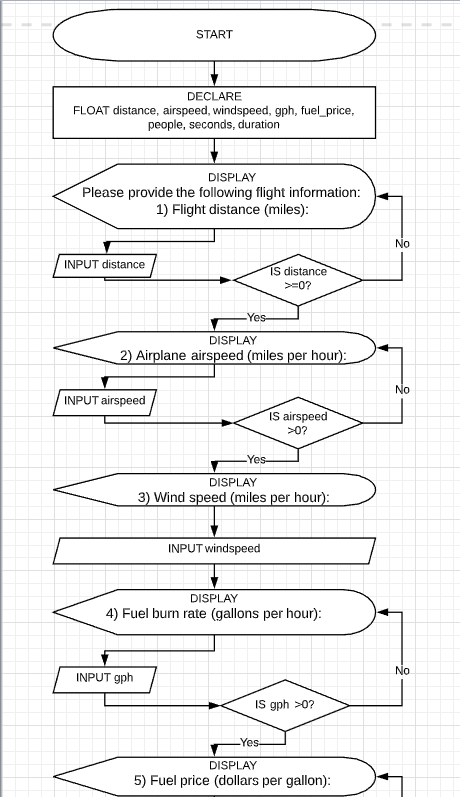 START
DECLARE
FLOAT distance, airspeed, windspeed, gph, fuel_price,
people, seconds, duration
DISPLAY
Please provide the following flight information:
1) Flight distance (miles):
No
INPUT distance
IS distance
>=0?
Yes
DISPLAY
2) Airplane airspeed (miles per hour):
No
INPUT airspeed
IS airspeed
>0?
Yes
DISPLAY
3) Wind speed (miles per hour):
INPUT windspeed
DISPLAY
4) Fuel burn rate (gallons per hour):
No
INPUT gph
IS gph >0?
Yes
DISPLAY
5) Fuel price (dollars per gallon):